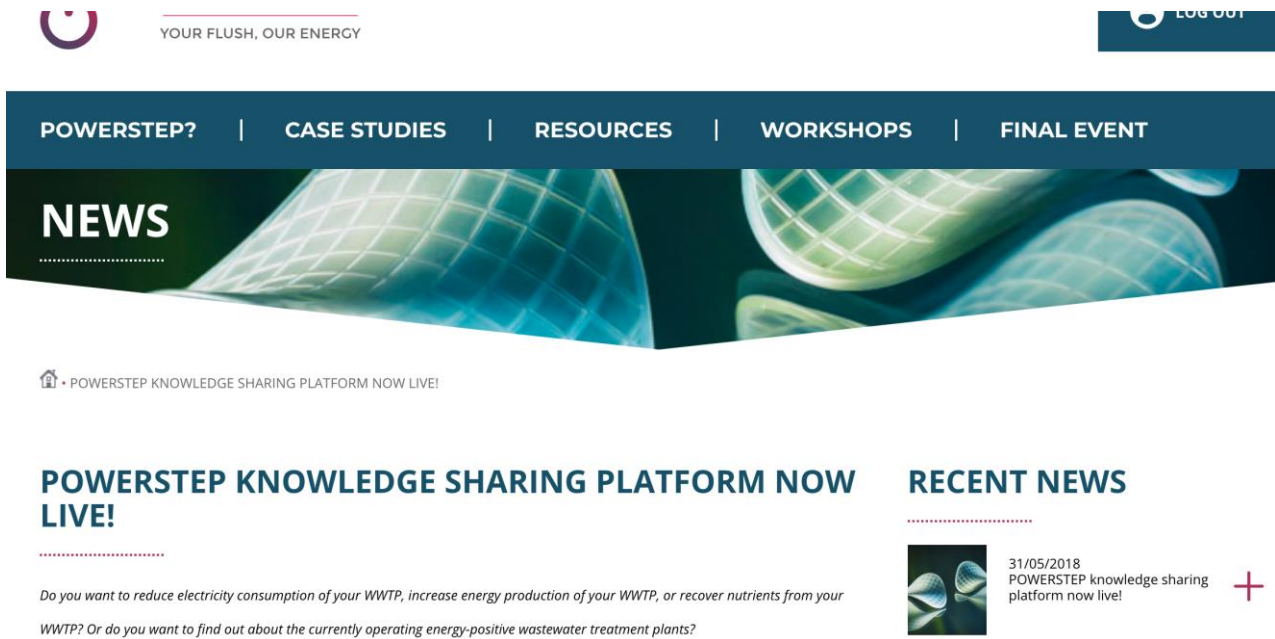 YOUR FLUSH, OUR ENERGY
LOG OUT
POWERSTEP? | CASE STUDIES | RESOURCES | WORKSHOPS | FINAL EVENT
NEWS
• POWERSTEP KNOWLEDGE SHARING PLATFORM NOW LIVE!
POWERSTEP KNOWLEDGE SHARING PLATFORM NOW
LIVE!
Do you want to reduce electricity consumption of your WWTP, increase energy production of your WWTP, or recover nutrients from your
WWTP? Or do you want to find out about the currently operating energy-positive wastewater treatment plants?
RECENT NEWS
31/05/2018
POWERSTEP knowledge sharing
platform now live!